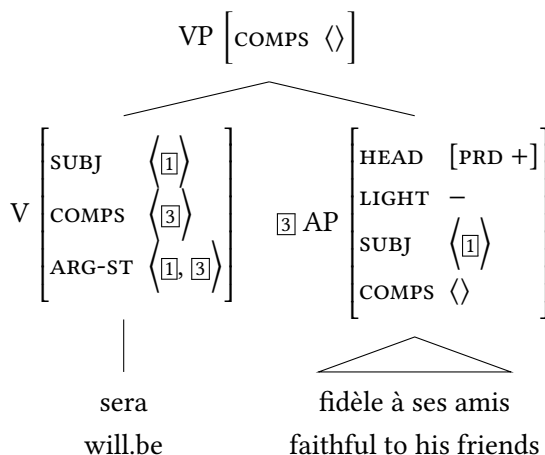 VP [COMPS ⟨⟩]
V [SUBJ ⟨[1]⟩
COMPS ⟨[3]⟩
ARG-ST ⟨[1], [3]⟩]
[3] AP [HEAD [PRD +]
LIGHT −
SUBJ ⟨[1]⟩
COMPS ⟨⟩]
sera
will.be
fidèle à ses amis
faithful to his friends